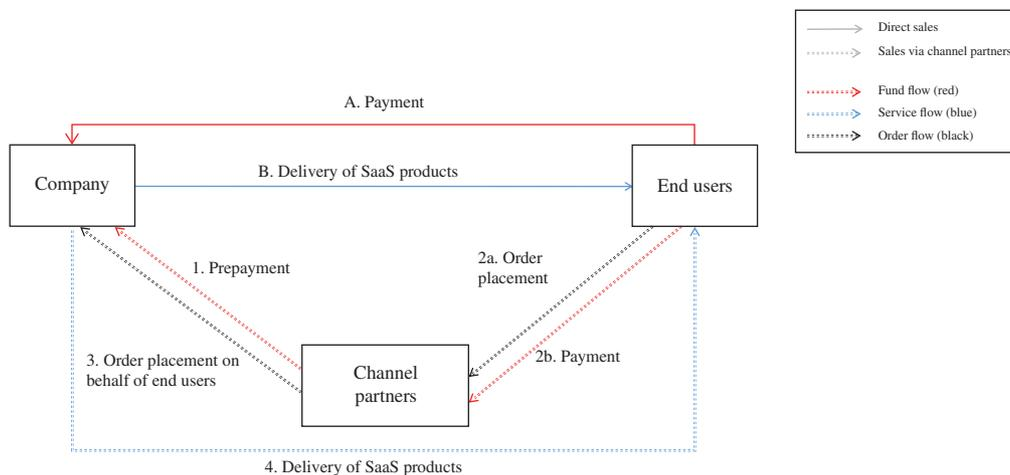 Direct sales
Sales via channel partners
Fund flow (red)
Service flow (blue)
Order flow (black)
A. Payment
Company
B. Delivery of SaaS products
End users
1. Prepayment
2a. Order
placement
3. Order placement on
behalf of end users
Channel
partners
2b. Payment
4. Delivery of SaaS products